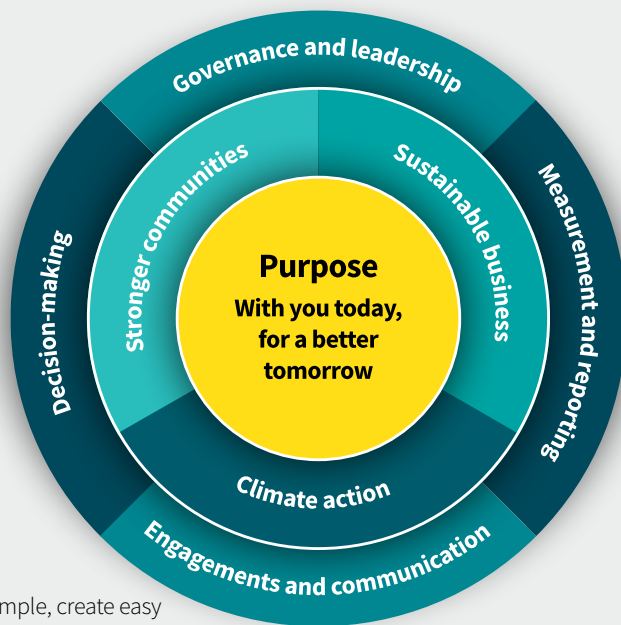 Governance and leadership
Stronger communities
Sustainable business
Measurement and reporting
Decision-making
Purpose
With you today,
for a better
tomorrow
Climate action
Engagements and communication
create easy